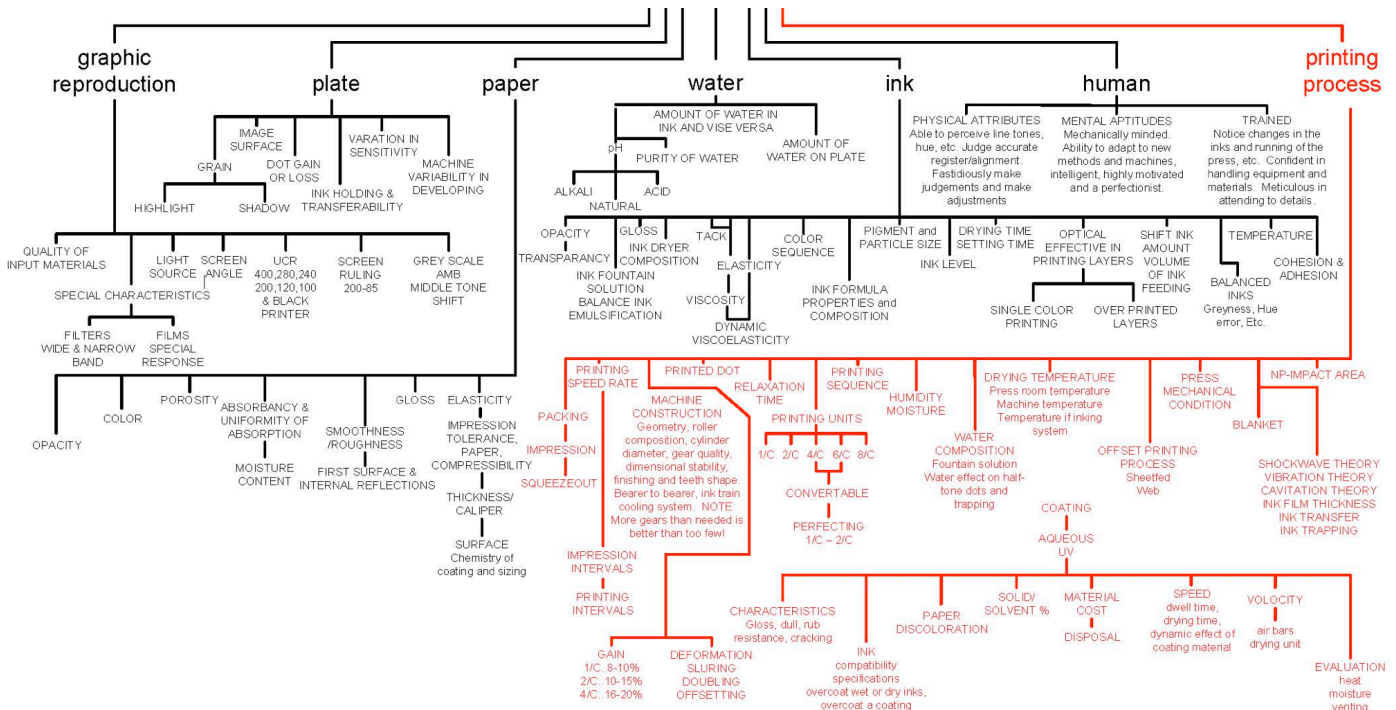 graphic
reproduction
plate
paper
water
ink
human
printing
process
IMAGE
SURFACE
VARATION IN
SENSITIVITY
GRAIN
DOT GAIN
OR LOSS
MACHINE
VARIABILITY IN
DEVELOPING
INK HOLDING &
TRANSFERABILITY
HIGHLIGHT
SHADOW
AMOUNT OF WATER IN
INK AND VISE VERSA
pH
PURITY OF WATER
AMOUNT OF
WATER ON PLATE
ALKALI
ACID
NATURAL
PHYSICAL ATTRIBUTES
Able to perceive line tones,
hue, etc. Judge accurate
register/alignment.
Fastidiously make
judgements and make
adjustments
MENTAL APTITUDES
Mechanically minded.
Ability to adapt to new
methods and machines,
intelligent, highly motivated
and a perfectionist.
TRAINED
Notice changes in the
inks and running of the
press, etc. Confident in
handling equipment and
materials. Meticulous in
attending to details.
QUALITY OF
INPUT MATERIALS
LIGHT
SOURCE
SCREEN
ANGLE
UCR
400,280,240
200,120,100
& BLACK
PRINTER
SCREEN
RULING
200-85
GREY SCALE
AMB
MIDDLE TONE
SHIFT
SPECIAL CHARACTERISTICS
FILTERS
WIDE & NARROW
BAND
FILMS
SPECIAL
RESPONSE
OPACITY
TRANSPARANCY
GLOSS
INK DRYER
COMPOSITION
TACK
INK FOUNTAIN
SOLUTION
BALANCE INK
EMULSIFICATION
ELASTICITY
VISCOSITY
DYNAMIC
VISCOELASTICITY
COLOR
SEQUENCE
INK FORMULA
PROPERTIES and
COMPOSITION
PIGMENT and
PARTICLE SIZE
INK LEVEL
DRYING TIME
SETTING TIME
OPTICAL
EFFECTIVE IN
PRINTING LAYERS
SINGLE COLOR
PRINTING
OVER PRINTED
LAYERS
SHIFT INK
AMOUNT
VOLUME
OF INK
FEEDING
TEMPERATURE
BALANCED
INKS
Greyness, Hue
error, Etc.
COHESION &
ADHESION
OPACITY
COLOR
POROSITY
ABSORBANCY &
UNIFORMITY OF
ABSORPTION
MOISTURE
CONTENT
SMOOTHNESS
/ROUGHNESS
FIRST SURFACE &
INTERNAL REFLECTIONS
GLOSS
ELASTICITY
IMPRESSION
TOLERANCE,
PAPER,
COMPRESSIBILITY
THICKNESS/
CALIPER
SURFACE
Chemistry of
coating and sizing
PACKING
IMPRESSION
SQUEEZEOUT
PRINTING
SPEED RATE
IMPRESSION
INTERVALS
PRINTING
INTERVALS
MACHINE
CONSTRUCTION
Geometry, roller
composition, cylinder
diameter, gear quality,
dimensional stability,
finishing and teeth shape.
Bearer to bearer, ink train
cooling system. NOTE:
More gears than needed is
better than too few!
PRINTED DOT
GAIN
1/C..8-10%
2/C..10-15%
4/C..16-20%
DEFORMATION
SLURING
DOUBLING
OFFSETTING
RELAXATION
TIME
PRINTING UNITS
1/C 2/C 4/C 6/C 8/C
CONVERTABLE
PERFECTING
1/C – 2/C
PRINTING
SEQUENCE
HUMIDITY
MOISTURE
WATER
COMPOSITION
Fountain solution
Water effect on half-
tone dots and
trapping
DRYING TEMPERATURE
Press room temperature
Machine temperature
Temperature if inking
system
OFFSET PRINTING
PROCESS
Sheetfed
Web
PRESS
MECHANICAL
CONDITION
BLANKET
NP-IMPACT AREA
SHOCKWAVE THEORY
VIBRATION THEORY
CAVITATION THEORY
INK FILM THICKNESS
INK TRANSFER
INK TRAPPING
COATING
AQUEOUS
UV
CHARACTERISTICS
Gloss, dull, rub
resistance, cracking
INK
compatibility
specifications
overcoat wet or dry inks,
overcoat a coating
PAPER
DISCOLORATION
SOLID/
SOLVENT %
MATERIAL
COST
DISPOSAL
SPEED
dwell time,
drying time,
dynamic effect of
coating material
VOLOCITY
air bars
drying unit
EVALUATION
heat
moisture
venting